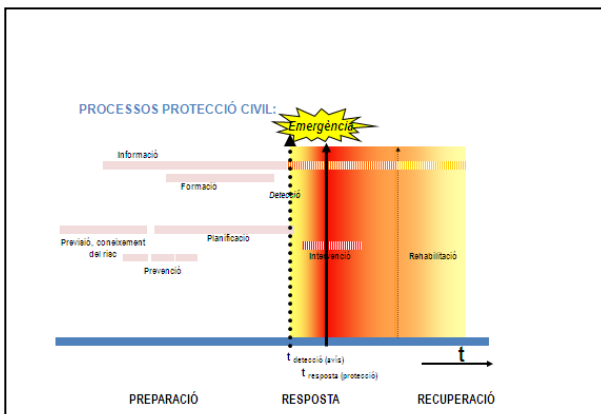 PROCESSOS PROTECCIÓ CIVIL:
Emergència
Informació
Formació
Detecció
Planificació
Previsió, coneixement
del risc
Prevenció
Intervenció
Rehabilitació
t detecció (avís)
t resposta (protecció)
t
PREPARACIÓ
RESPOSTA
RECUPERACIÓ